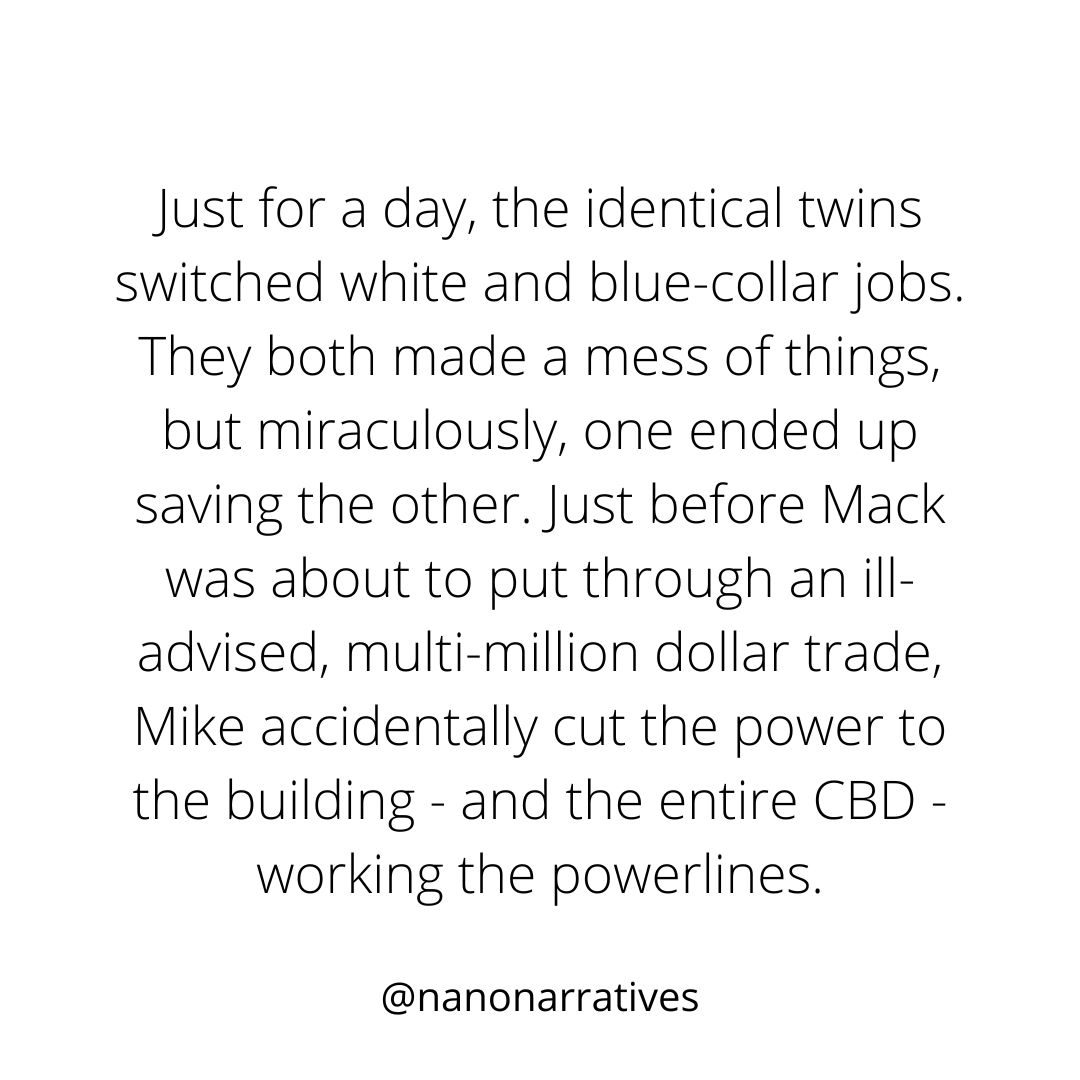 Just for a day, the identical twins
switched white and blue-collar jobs.
They both made a mess of things,
but miraculously, one ended up
saving the other. Just before Mack
was about to put through an ill-
advised, multi-million dollar trade,
Mike accidentally cut the power to
the building - and the entire CBD -
working the powerlines.
@nanonarratives